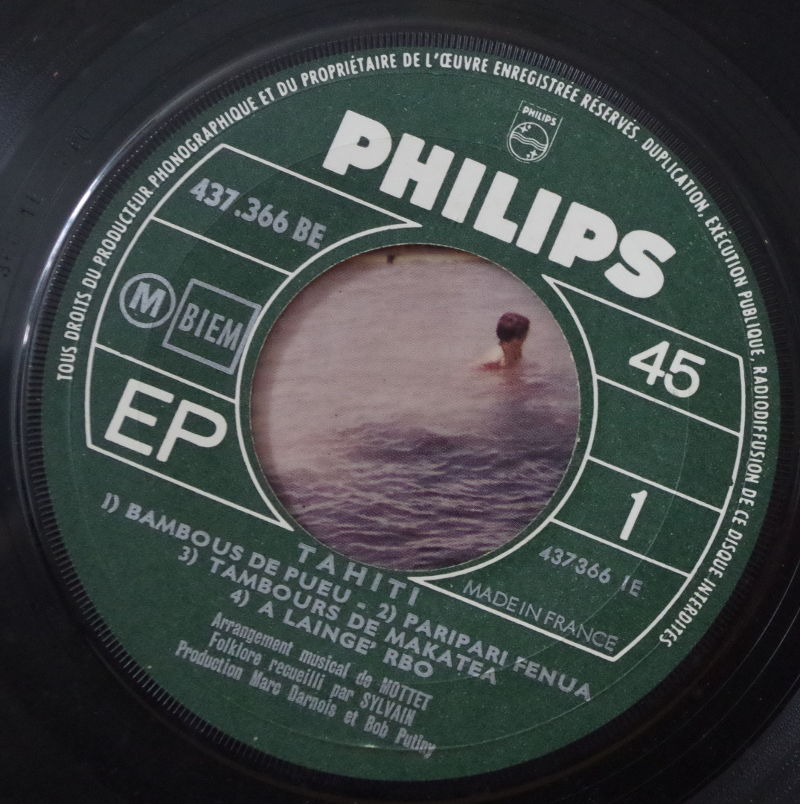 TOUS DROITS DU PRODUCTEUR PHONOGRAPHIQUE ET DU PROPRIÉTAIRE DE L'ŒUVRE ENREGISTRÉE RÉSERVÉS. DUPLICATION, EXÉCUTION PUBLIQUE, RADIODIFFUSION DE CE DISQUE INTERDITES
PHILIPS
PHILIPS
437.366 BE
M BIEM
EP
45
1
437366 1E
MADE IN FRANCE
TAHITI
1) BAMBOUS DE PUEU - 2) PARIPARI FENUA
3) TAMBOURS DE MAKATEA
4) A LAINGE' RBO
Arrangement musical de MOTTET
Folklore recueilli par SYLVAIN
Production Marc Darnois et Bob Putigny